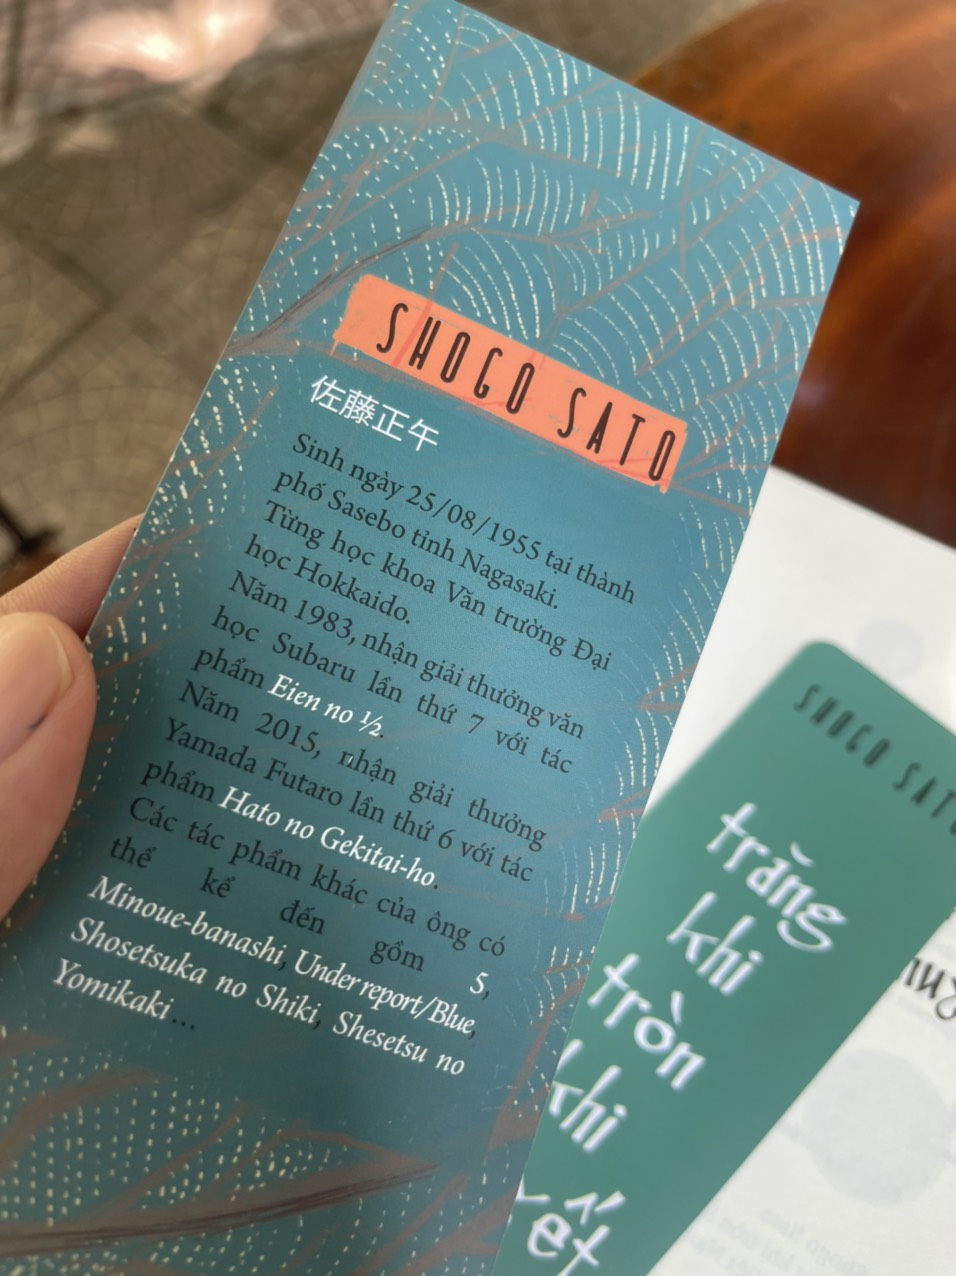 SHOGO SATO
佐藤正午
Sinh ngày 25/08/1955 tại thành
phố Sasebo tỉnh Nagasaki.
Từng học khoa Văn trường Đại
học Hokkaido.
Năm 1983, nhận giải thưởng văn
học Subaru lần thứ 7 với tác
phẩm Eien no ½.
Năm 2015, nhận giải thưởng
Yamada Futaro lần thứ 6 với tác
phẩm Hato no Gekitai-ho.
Các tác phẩm khác của ông có
thể kể đến gồm 5,
Minoue-banashi, Under report/Blue,
Shosetsuka no Shiki, Shesetsu no
Yomikaki...
SHOGO SATO
trăng
khi
tròn
khi